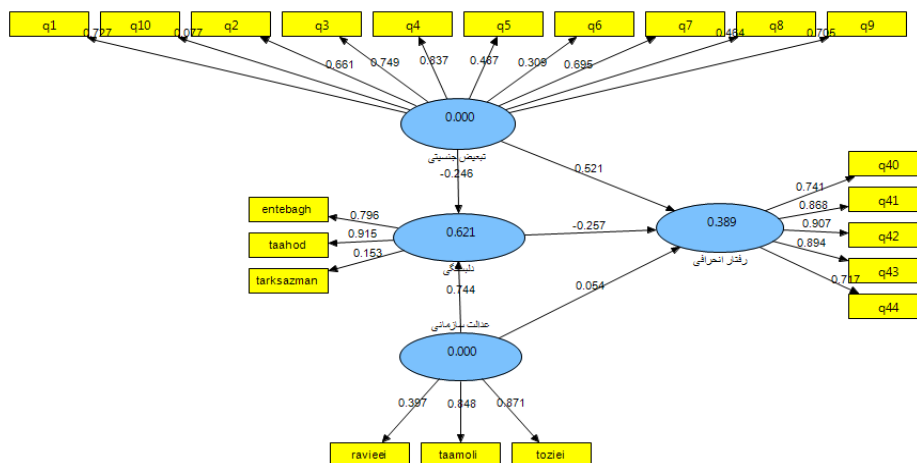 q1 q10 q2 q3 q4 q5 q6 q7 q8 q9
0.727 0.077 0.661 0.749 0.837 0.487 0.309 0.695 0.464 0.705
0.000
تبعیض جنسیتی
-0.246
0.521
entebagh
taahod
tarksazman
0.796
0.915
0.153
0.621
دلبستگی
-0.257
0.389
رفتار انحرافی
0.741
0.868
0.907
0.894
0.717
q40
q41
q42
q43
q44
0.744
0.054
عدالت سازمانی
0.000
0.397 0.848 0.871
ravieei taamoli toziei